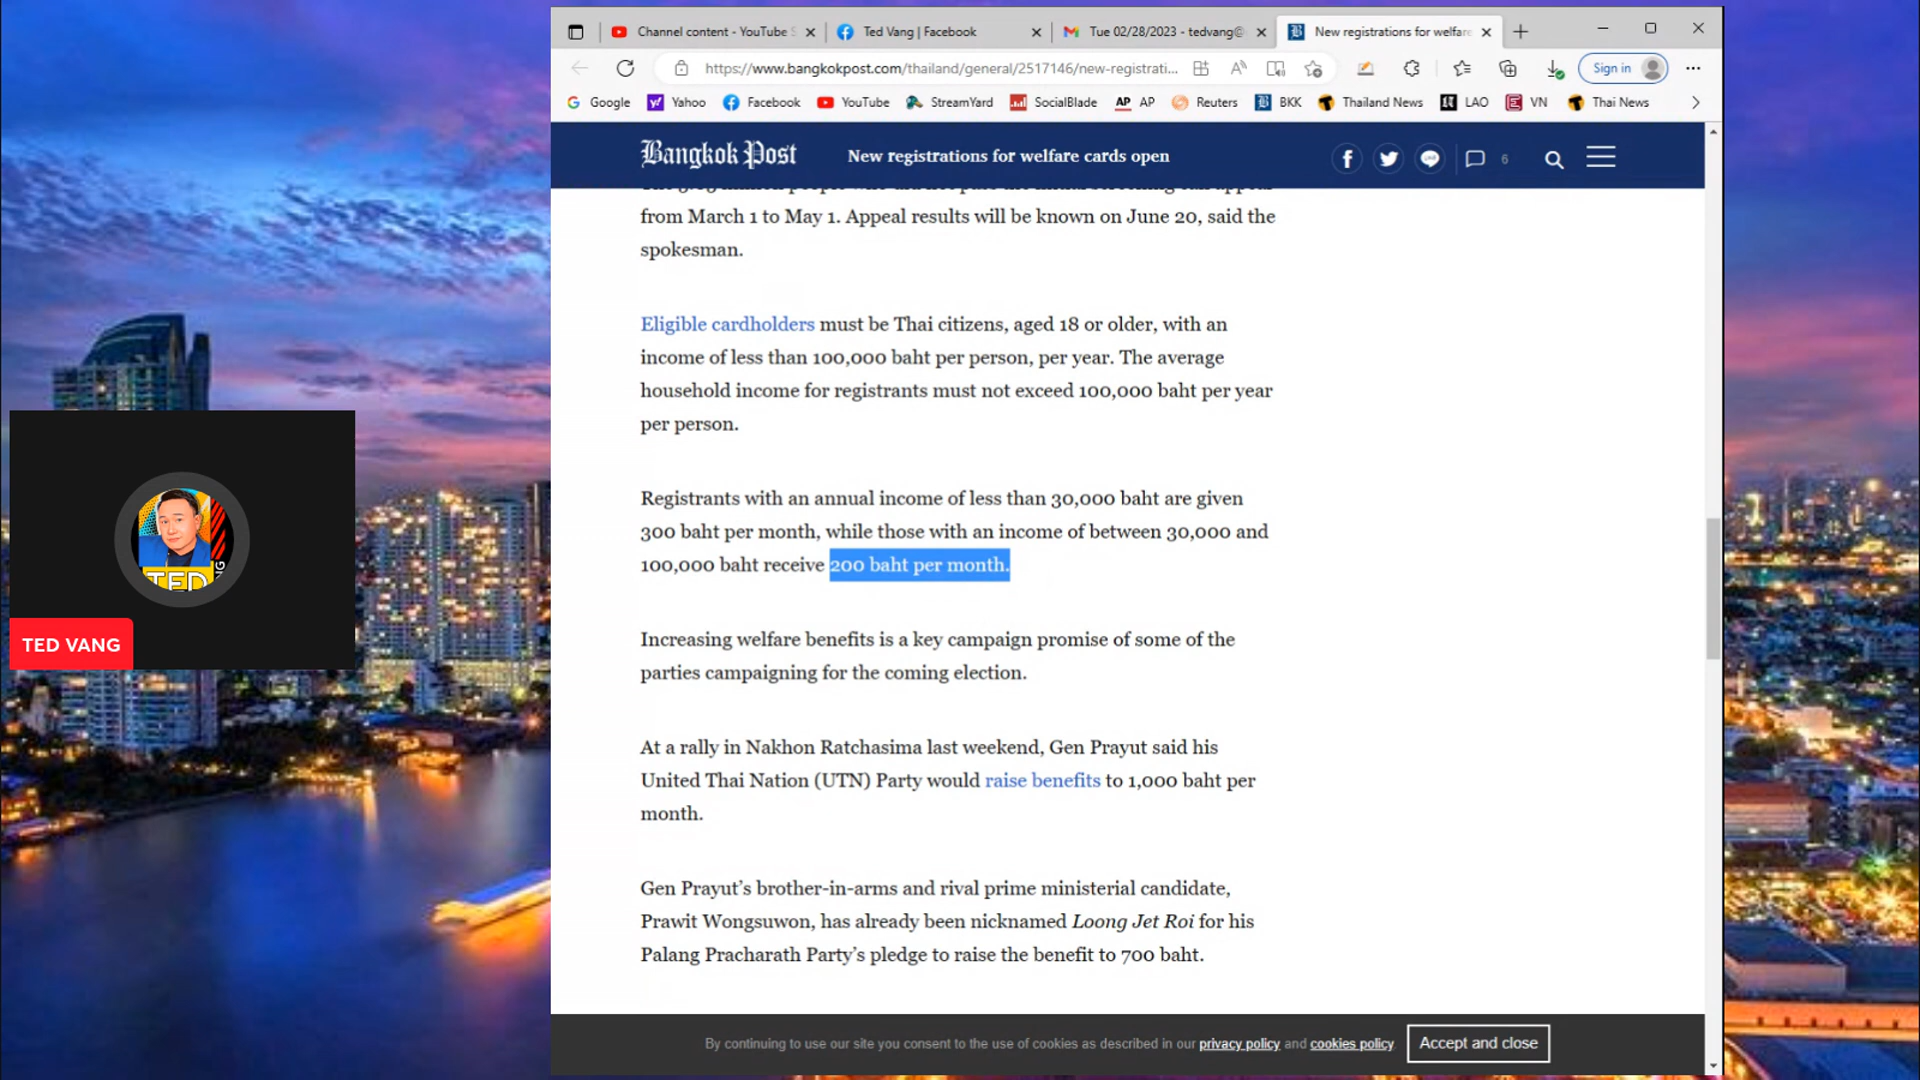 Channel content - YouTube S
Ted Vang | Facebook
Tue 02/28/2023 - tedvang@
New registrations for welfare
https://www.bangkokpost.com/thailand/general/2517146/new-registrati...
Sign in
Google
Yahoo
Facebook
YouTube
StreamYard
SocialBlade
AP AP
Reuters
BKK
Thailand News
LAO
VN
Thai News
Bangkok Post
New registrations for welfare cards open
6
from March 1 to May 1. Appeal results will be known on June 20, said the
spokesman.
Eligible cardholders must be Thai citizens, aged 18 or older, with an
income of less than 100,000 baht per person, per year. The average
household income for registrants must not exceed 100,000 baht per year
per person.
Registrants with an annual income of less than 30,000 baht are given
300 baht per month, while those with an income of between 30,000 and
100,000 baht receive 200 baht per month.
Increasing welfare benefits is a key campaign promise of some of the
parties campaigning for the coming election.
At a rally in Nakhon Ratchasima last weekend, Gen Prayut said his
United Thai Nation (UTN) Party would raise benefits to 1,000 baht per
month.
Gen Prayut's brother-in-arms and rival prime ministerial candidate,
Prawit Wongsuwon, has already been nicknamed Loong Jet Roi for his
Palang Pracharath Party's pledge to raise the benefit to 700 baht.
By continuing to use our site you consent to the use of cookies as described in our privacy policy and cookies policy
Accept and close
TED
TED VANG